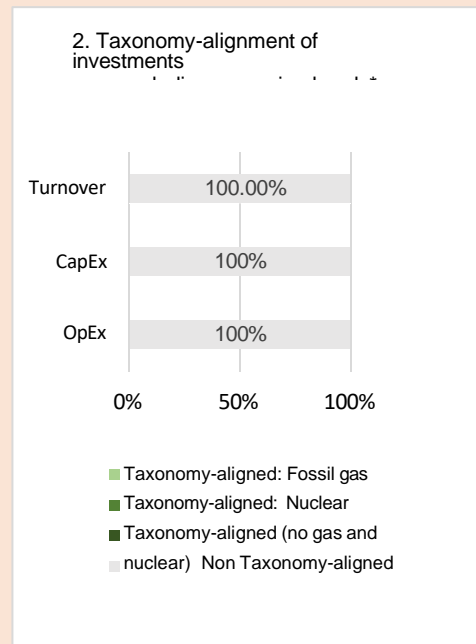 2. Taxonomy-alignment of
investments
Turnover
100.00%
CapEx
100%
OpEx
100%
0% 50% 100%
Taxonomy-aligned: Fossil gas
Taxonomy-aligned: Nuclear
Taxonomy-aligned (no gas and
nuclear) Non Taxonomy-aligned